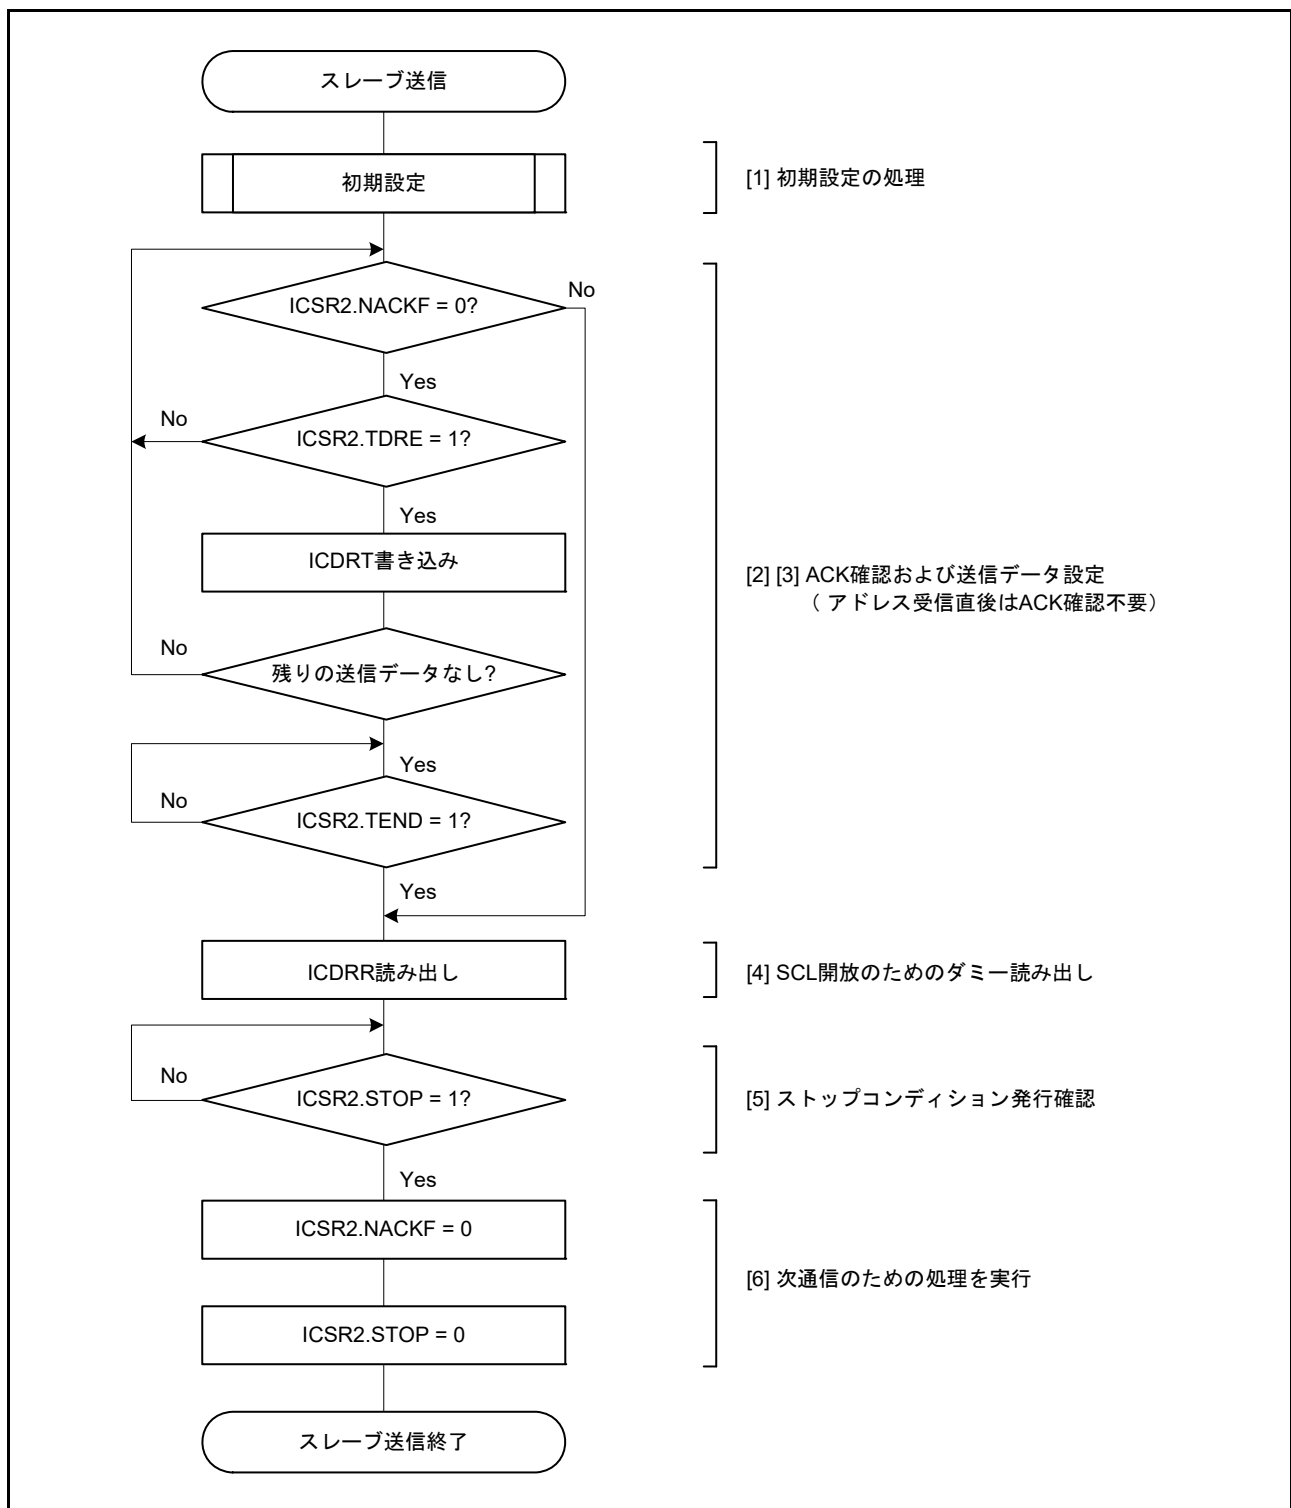 スレーブ送信
初期設定
[1] 初期設定の処理
ICSR2.NACKF = 0?
No
Yes
No
ICSR2.TDRE = 1?
Yes
ICDRT書き込み
[2] [3] ACK確認および送信データ設定
（ アドレス受信直後はACK確認不要）
No
残りの送信データなし?
Yes
No
ICSR2.TEND = 1?
Yes
ICDRR読み出し
[4] SCL開放のためのダミー読み出し
No
ICSR2.STOP = 1?
[5] ストップコンディション発行確認
Yes
ICSR2.NACKF = 0
[6] 次通信のための処理を実行
ICSR2.STOP = 0
スレーブ送信終了